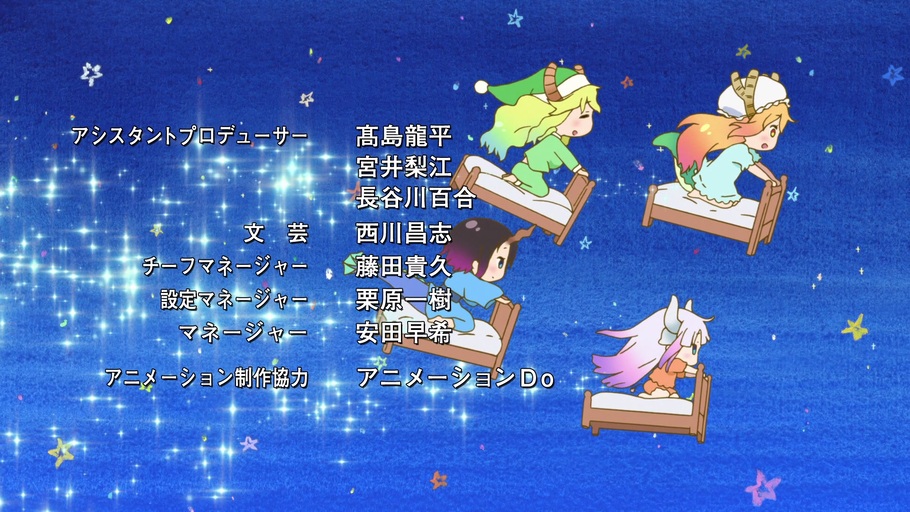 アシスタントプロデューサー 髙島龍平
宮井梨江
長谷川百合
文 芸 西川昌志
チーフマネージャー 藤田貴久
設定マネージャー 栗原一樹
マネージャー 安田早希
アニメーション制作協力 アニメーションDo